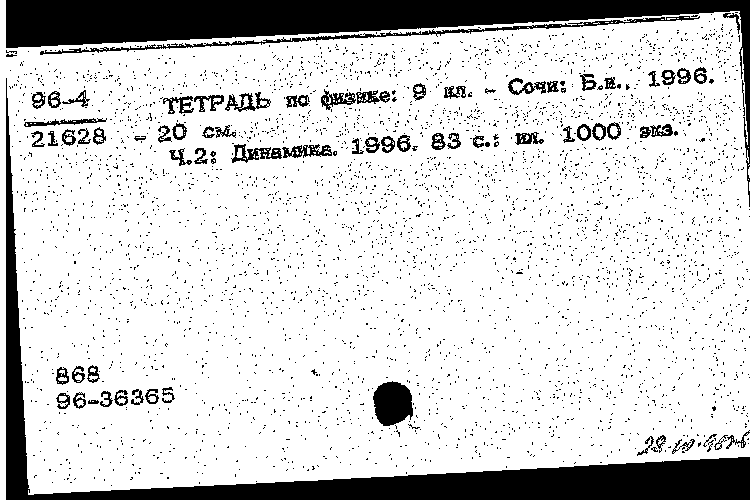 96-4 ТЕТРАДЬ по физике: 9 кл. - Сочи: Б.и., 1996.
21628 - 20 см.
Ч.2: Динамика. 1996. 83 с.: ил. 1000 экз.
868
96-36365